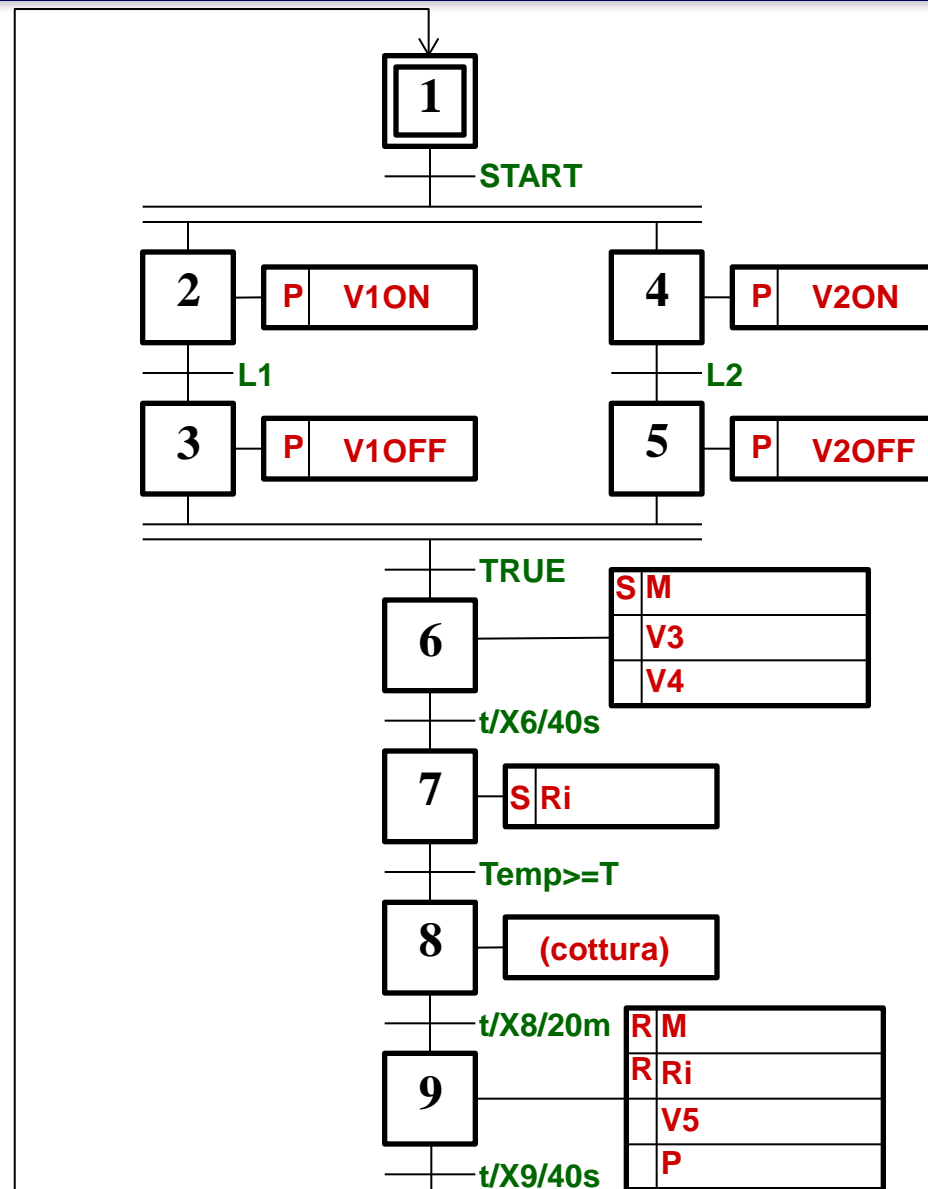 1
START
2 P V1ON 4 P V2ON
L1 L2
3 P V1OFF 5 P V2OFF
TRUE
6 S M
V3
V4
t/X6/40s
7 S Ri
Temp>=T
8 (cottura)
t/X8/20m
9 R M
R Ri
V5
P
t/X9/40s